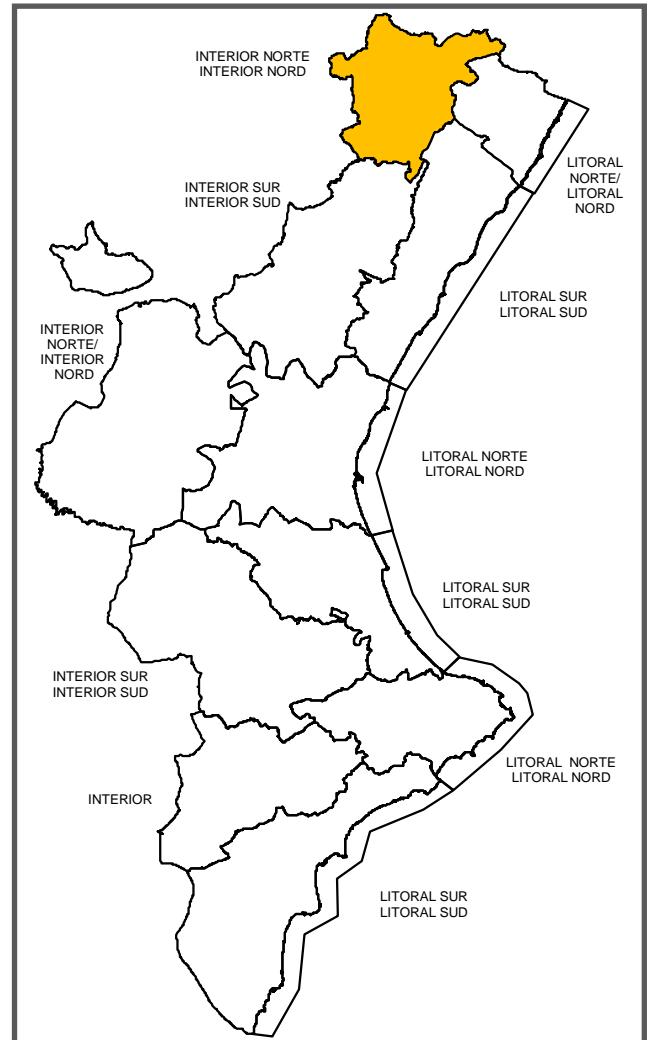 INTERIOR NORTE
INTERIOR NORD
LITORAL
NORTE/
LITORAL
NORD
INTERIOR SUR
INTERIOR SUD
LITORAL SUR
LITORAL SUD
INTERIOR
NORTE/
INTERIOR
NORD
LITORAL NORTE
LITORAL NORD
LITORAL SUR
LITORAL SUD
INTERIOR SUR
INTERIOR SUD
LITORAL NORTE
LITORAL NORD
INTERIOR
LITORAL SUR
LITORAL SUD